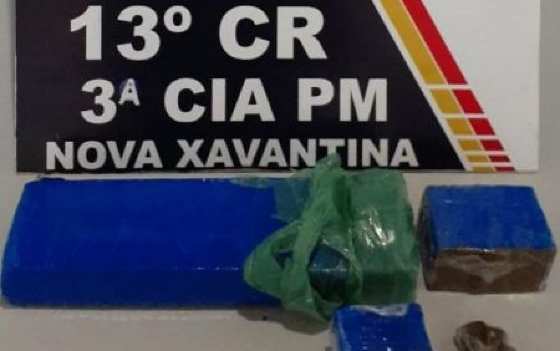 13º CR
3ª CIA PM
NOVA XAVANTINA